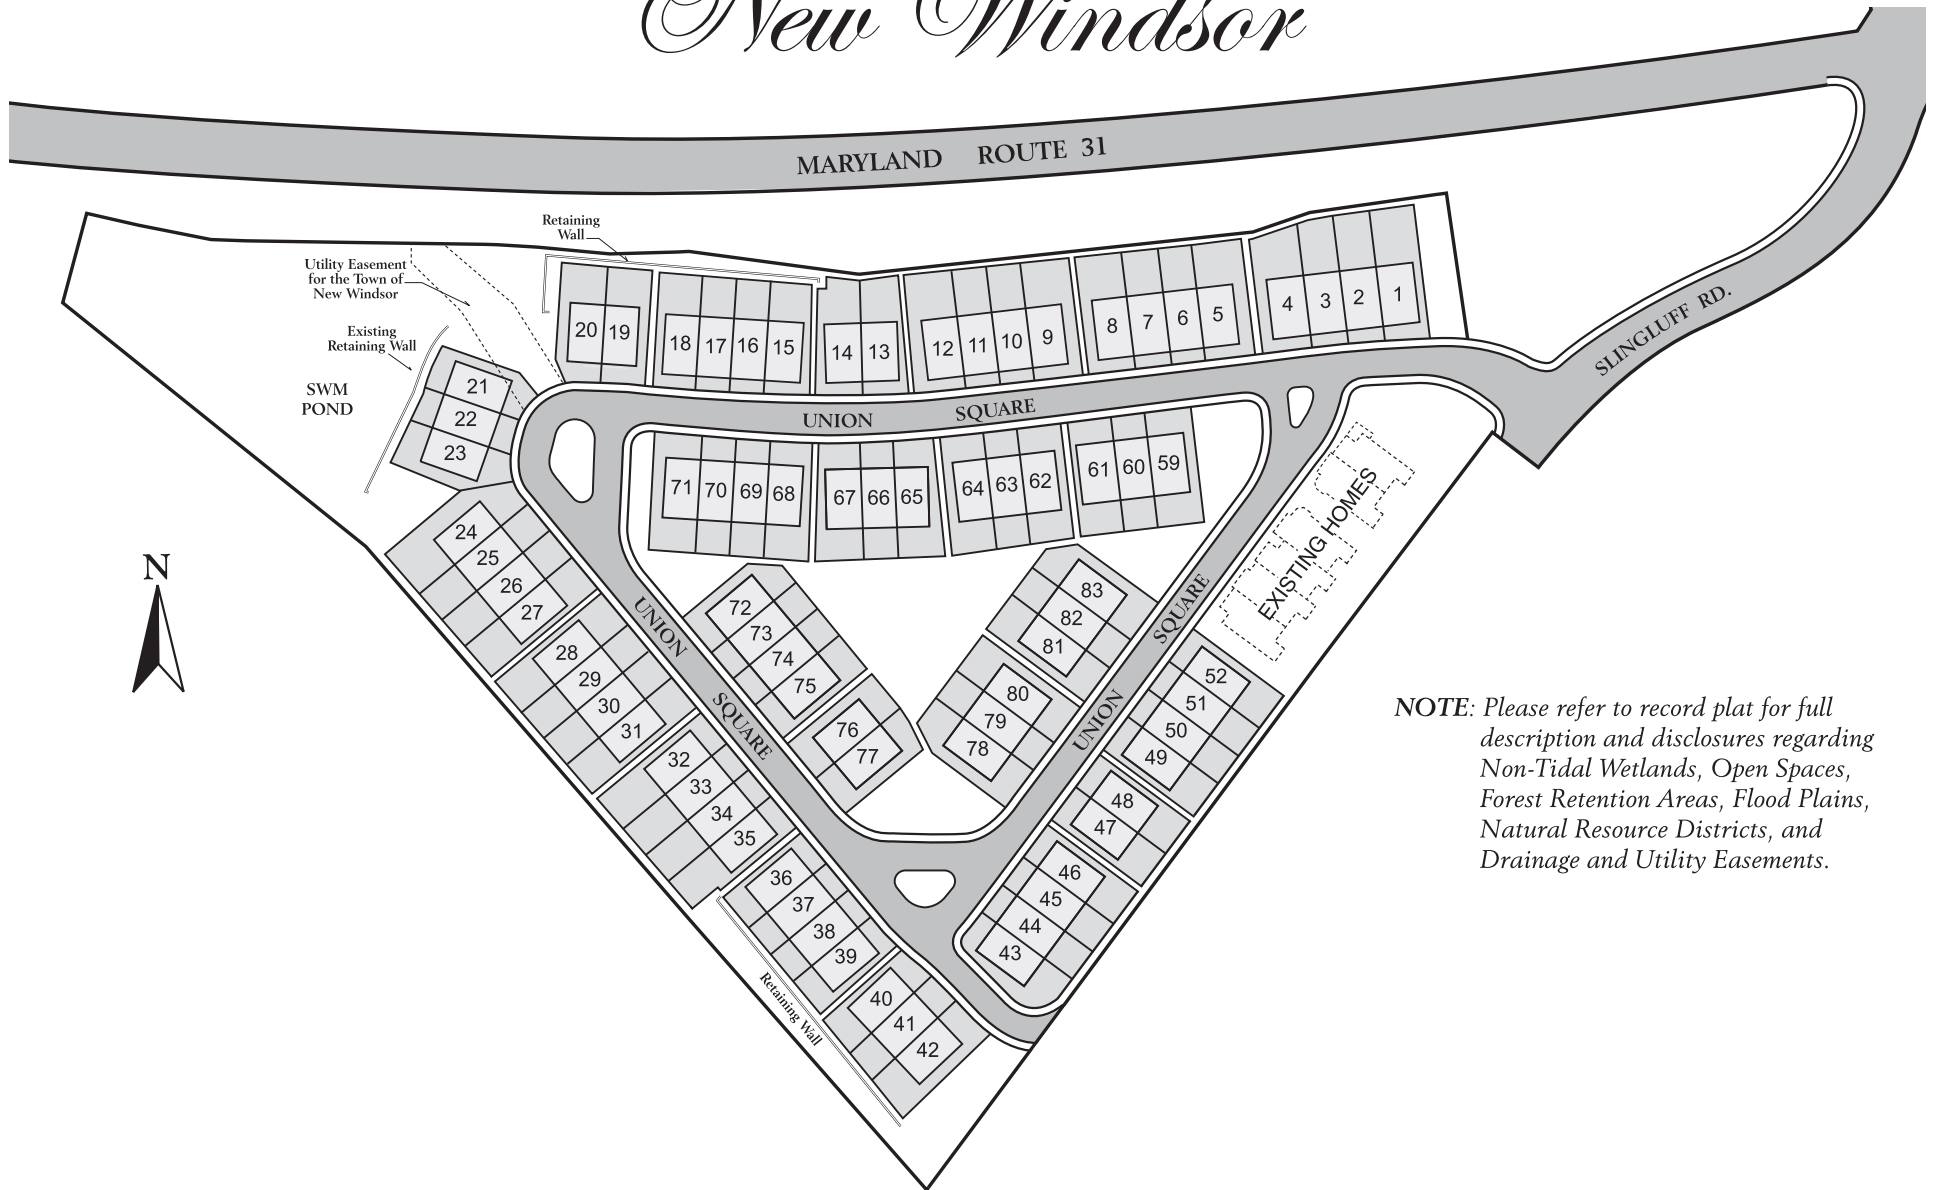 New Windsor
MARYLAND ROUTE 31
SLINGLUFF RD.
Retaining
Wall
Utility Easement
for the Town of
New Windsor
Existing
Retaining Wall
SWM
POND
20 19
18 17 16 15
14 13
12 11 10 9
8 7 6 5
4 3 2 1
21
22
23
UNION SQUARE
71 70 69 68
67 66 65
64 63 62
61 60 59
EXISTING HOMES
24
25
26
27
28
29
30
31
32
33
34
35
36
37
38
39
40
41
42
Retaining Wall
UNION SQUARE
72
73
74
75
76
77
83
82
81
80
79
78
UNION SQUARE
52
51
50
49
48
47
46
45
44
43
N
NOTE: Please refer to record plat for full
description and disclosures regarding
Non-Tidal Wetlands, Open Spaces,
Forest Retention Areas, Flood Plains,
Natural Resource Districts, and
Drainage and Utility Easements.